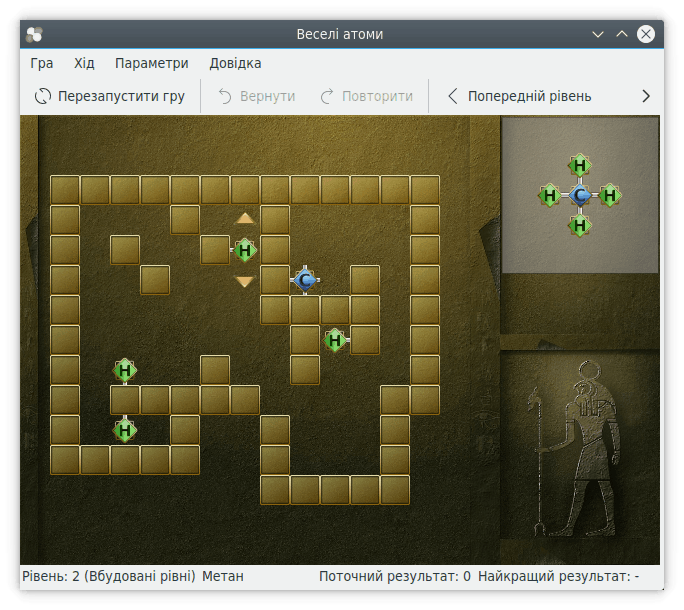 Веселі атоми
Гра Хід Параметри Довідка
Перезапустити гру Вернути Повторити Попередній рівень
H
H C H
H
H
C
H
H
H
Рівень: 2 (Вбудовані рівні) Метан Поточний результат: 0 Найкращий результат: -